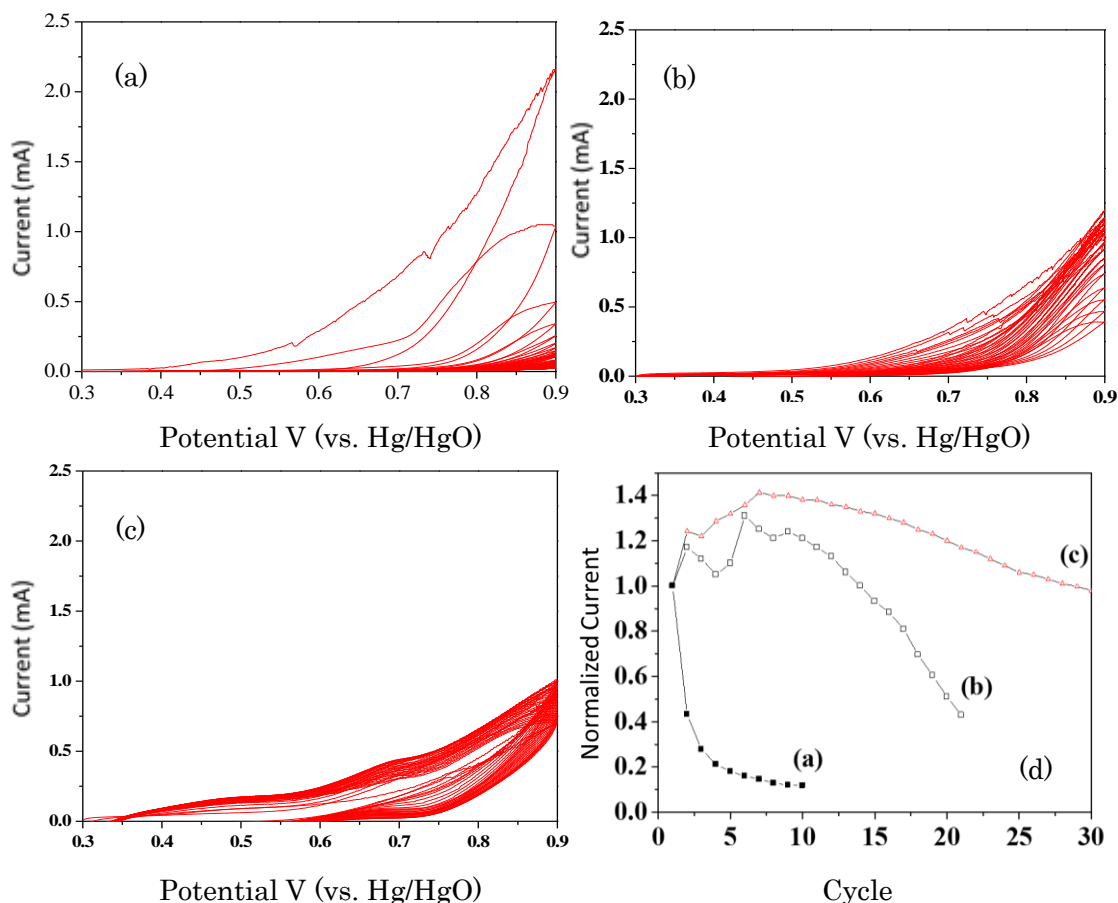 (a)
2.5
2.0
1.5
1.0
0.5
0.0
Current (mA)
0.3 0.4 0.5 0.6 0.7 0.8 0.9
Potential V (vs. Hg/HgO)
(b)
2.5
2.0
1.5
1.0
0.5
0.0
Current (mA)
0.3 0.4 0.5 0.6 0.7 0.8 0.9
Potential V (vs. Hg/HgO)
(c)
2.5
2.0
1.5
1.0
0.5
0.0
Current (mA)
0.3 0.4 0.5 0.6 0.7 0.8 0.9
Potential V (vs. Hg/HgO)
1.4
1.2
1.0
0.8
0.6
0.4
0.2
0.0
Normalized Current
(c)
(b)
(a)
(d)
0 5 10 15 20 25 30
Cycle